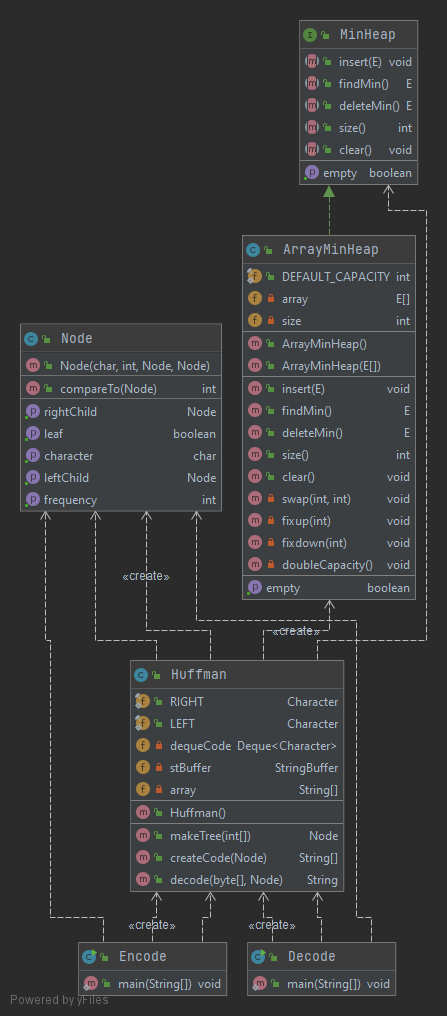 MinHeap
insert(E) void
findMin() E
deleteMin() E
size() int
clear() void
empty boolean
ArrayMinHeap
DEFAULT_CAPACITY int
array E[]
size int
ArrayMinHeap()
ArrayMinHeap(E[])
insert(E) void
findMin() E
deleteMin() E
size() int
clear() void
swap(int, int) void
fixup(int) void
fixdown(int) void
doubleCapacity() void
empty boolean
Node
Node(char, int, Node, Node)
compareTo(Node) int
rightChild Node
leaf boolean
character char
leftChild Node
frequency int
«create»
«create»
Huffman
RIGHT Character
LEFT Character
dequeCode Deque<Character>
stBuffer StringBuffer
array String[]
Huffman()
makeTree(int[]) Node
createCode(Node) String[]
decode(byte[], Node) String
«create» «create»
Encode
main(String[]) void
Decode
main(String[]) void
Powered by yFiles